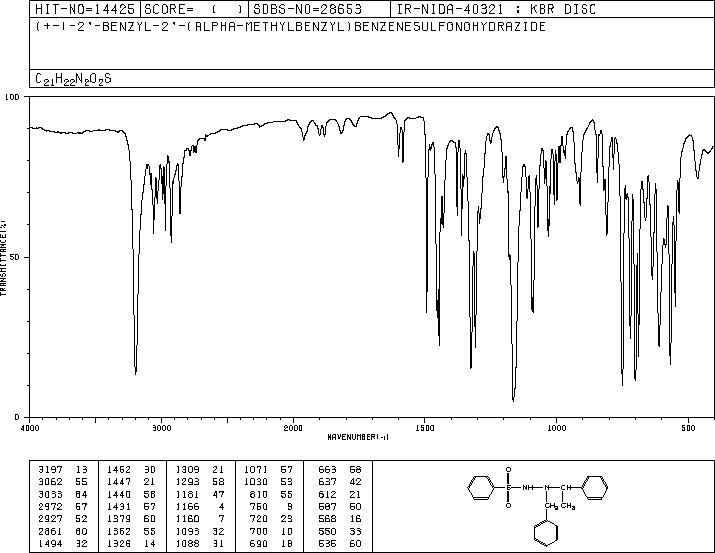 HIT-NO=14425 SCORE= ( ) SDBS-NO=28653 IR-NIDA-40321 : KBR DISC
(+-)-2'-BENZYL-2'-(ALPHA-METHYLBENZYL)BENZENESULFONOHYDRAZIDE
C21H22N2O2S
100
50
0
TRANSMITTANCE(%)
4000 3000 2000 1500 1000 500
WAVENUMBER(-1)
3197 13 1452 30 1309 21 1071 57 663 58
3062 55 1447 21 1293 58 1030 53 637 42
3033 64 1440 58 1181 47 810 55 612 21
2972 57 1431 57 1166 4 750 9 587 50
2927 52 1379 60 1160 7 720 23 568 16
2861 60 1362 55 1093 32 700 10 550 33
1494 32 1326 14 1088 31 690 18 535 60
O
S NH N CH
O CH2 CH3